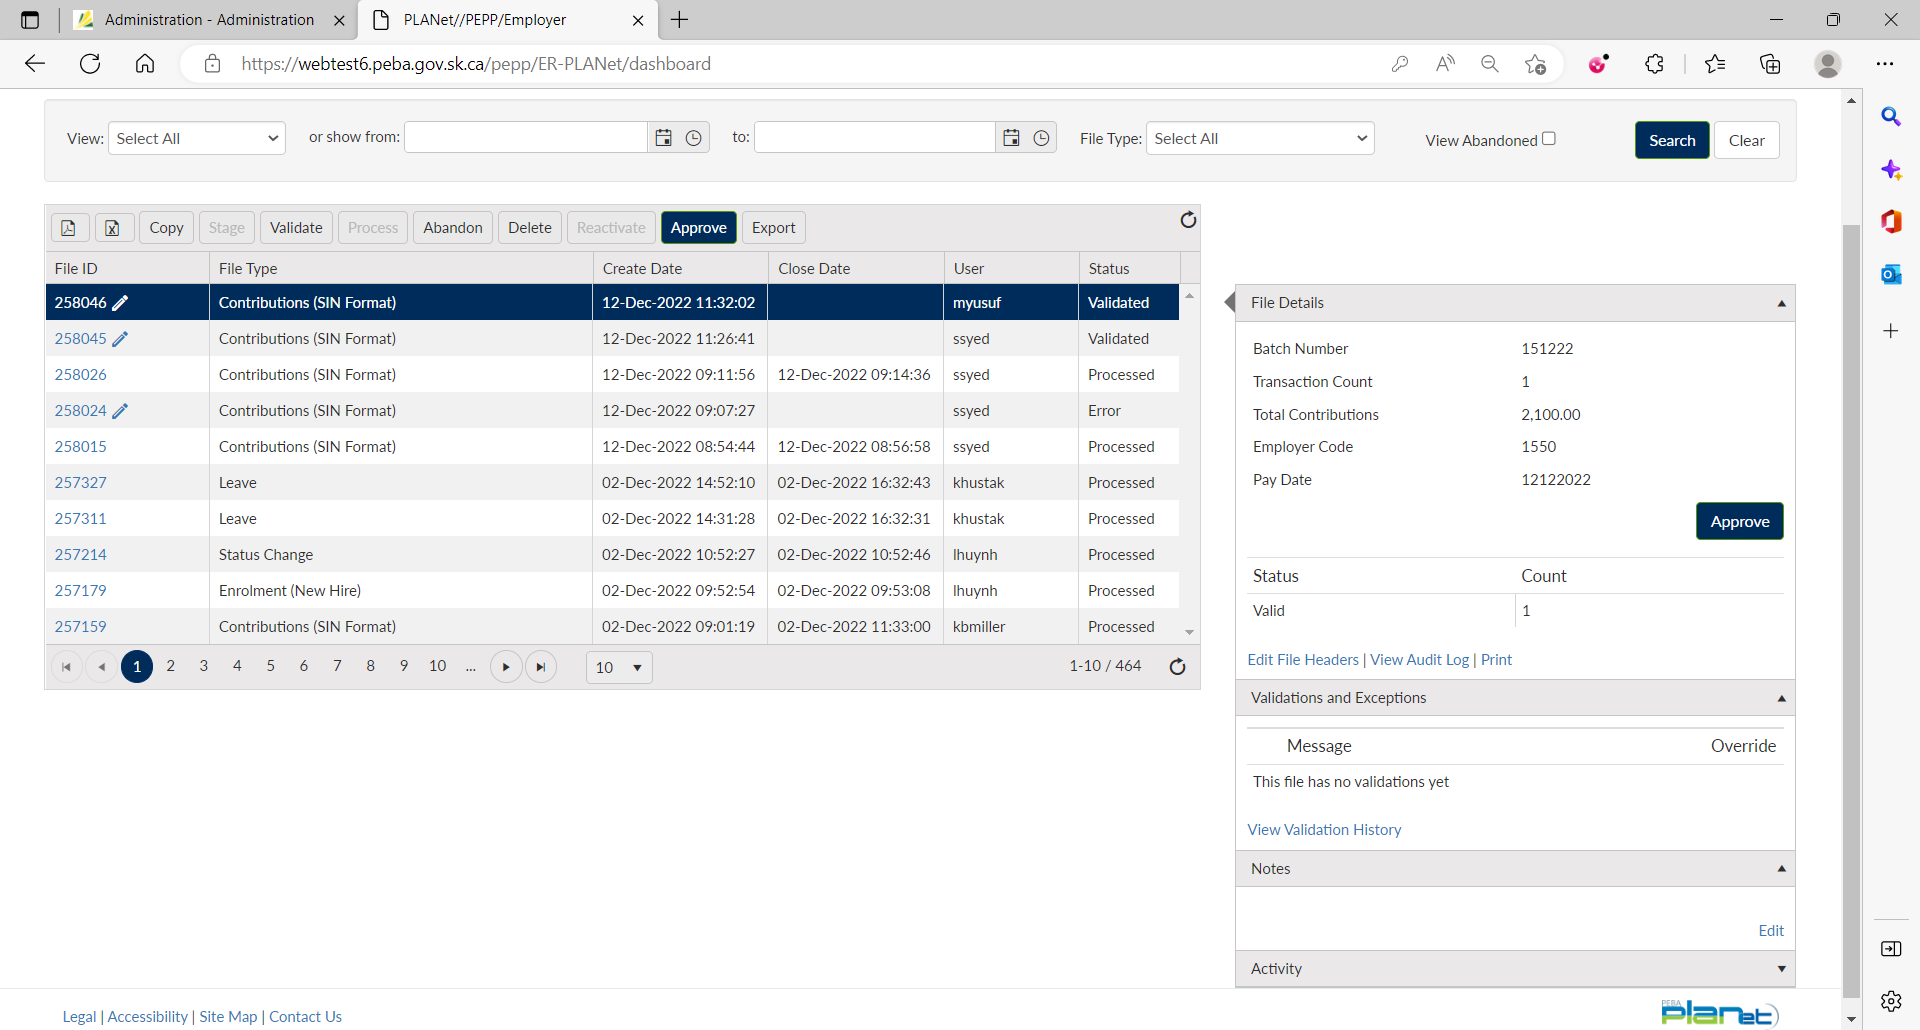 Administration - Administration
PLANet//PEPP/Employer
https://webtest6.peba.gov.sk.ca/pepp/ER-PLANet/dashboard
View: Select All or show from: to: File Type: Select All View Abandoned Search Clear
Copy Stage Validate Process Abandon Delete Reactivate Approve Export
File ID File Type Create Date Close Date User Status
258046 Contributions (SIN Format) 12-Dec-2022 11:32:02 myusuf Validated
258045 Contributions (SIN Format) 12-Dec-2022 11:26:41 ssyed Validated
258026 Contributions (SIN Format) 12-Dec-2022 09:11:56 12-Dec-2022 09:14:36 ssyed Processed
258024 Contributions (SIN Format) 12-Dec-2022 09:07:27 ssyed Error
258015 Contributions (SIN Format) 12-Dec-2022 08:54:44 12-Dec-2022 08:56:58 ssyed Processed
257327 Leave 02-Dec-2022 14:52:10 02-Dec-2022 16:32:43 khustak Processed
257311 Leave 02-Dec-2022 14:31:28 02-Dec-2022 16:32:31 khustak Processed
257214 Status Change 02-Dec-2022 10:52:27 02-Dec-2022 10:52:46 lhuynh Processed
257179 Enrolment (New Hire) 02-Dec-2022 09:52:54 02-Dec-2022 09:53:08 lhuynh Processed
257159 Contributions (SIN Format) 02-Dec-2022 09:01:19 02-Dec-2022 11:33:00 kbmiller Processed
1 2 3 4 5 6 7 8 9 10 ... 10 1-10 / 464
File Details
Batch Number 151222
Transaction Count 1
Total Contributions 2,100.00
Employer Code 1550
Pay Date 12122022
Approve
Status Count
Valid 1
Edit File Headers | View Audit Log | Print
Validations and Exceptions
Message Override
This file has no validations yet
View Validation History
Notes
Edit
Activity
Legal | Accessibility | Site Map | Contact Us
PEBA
planet